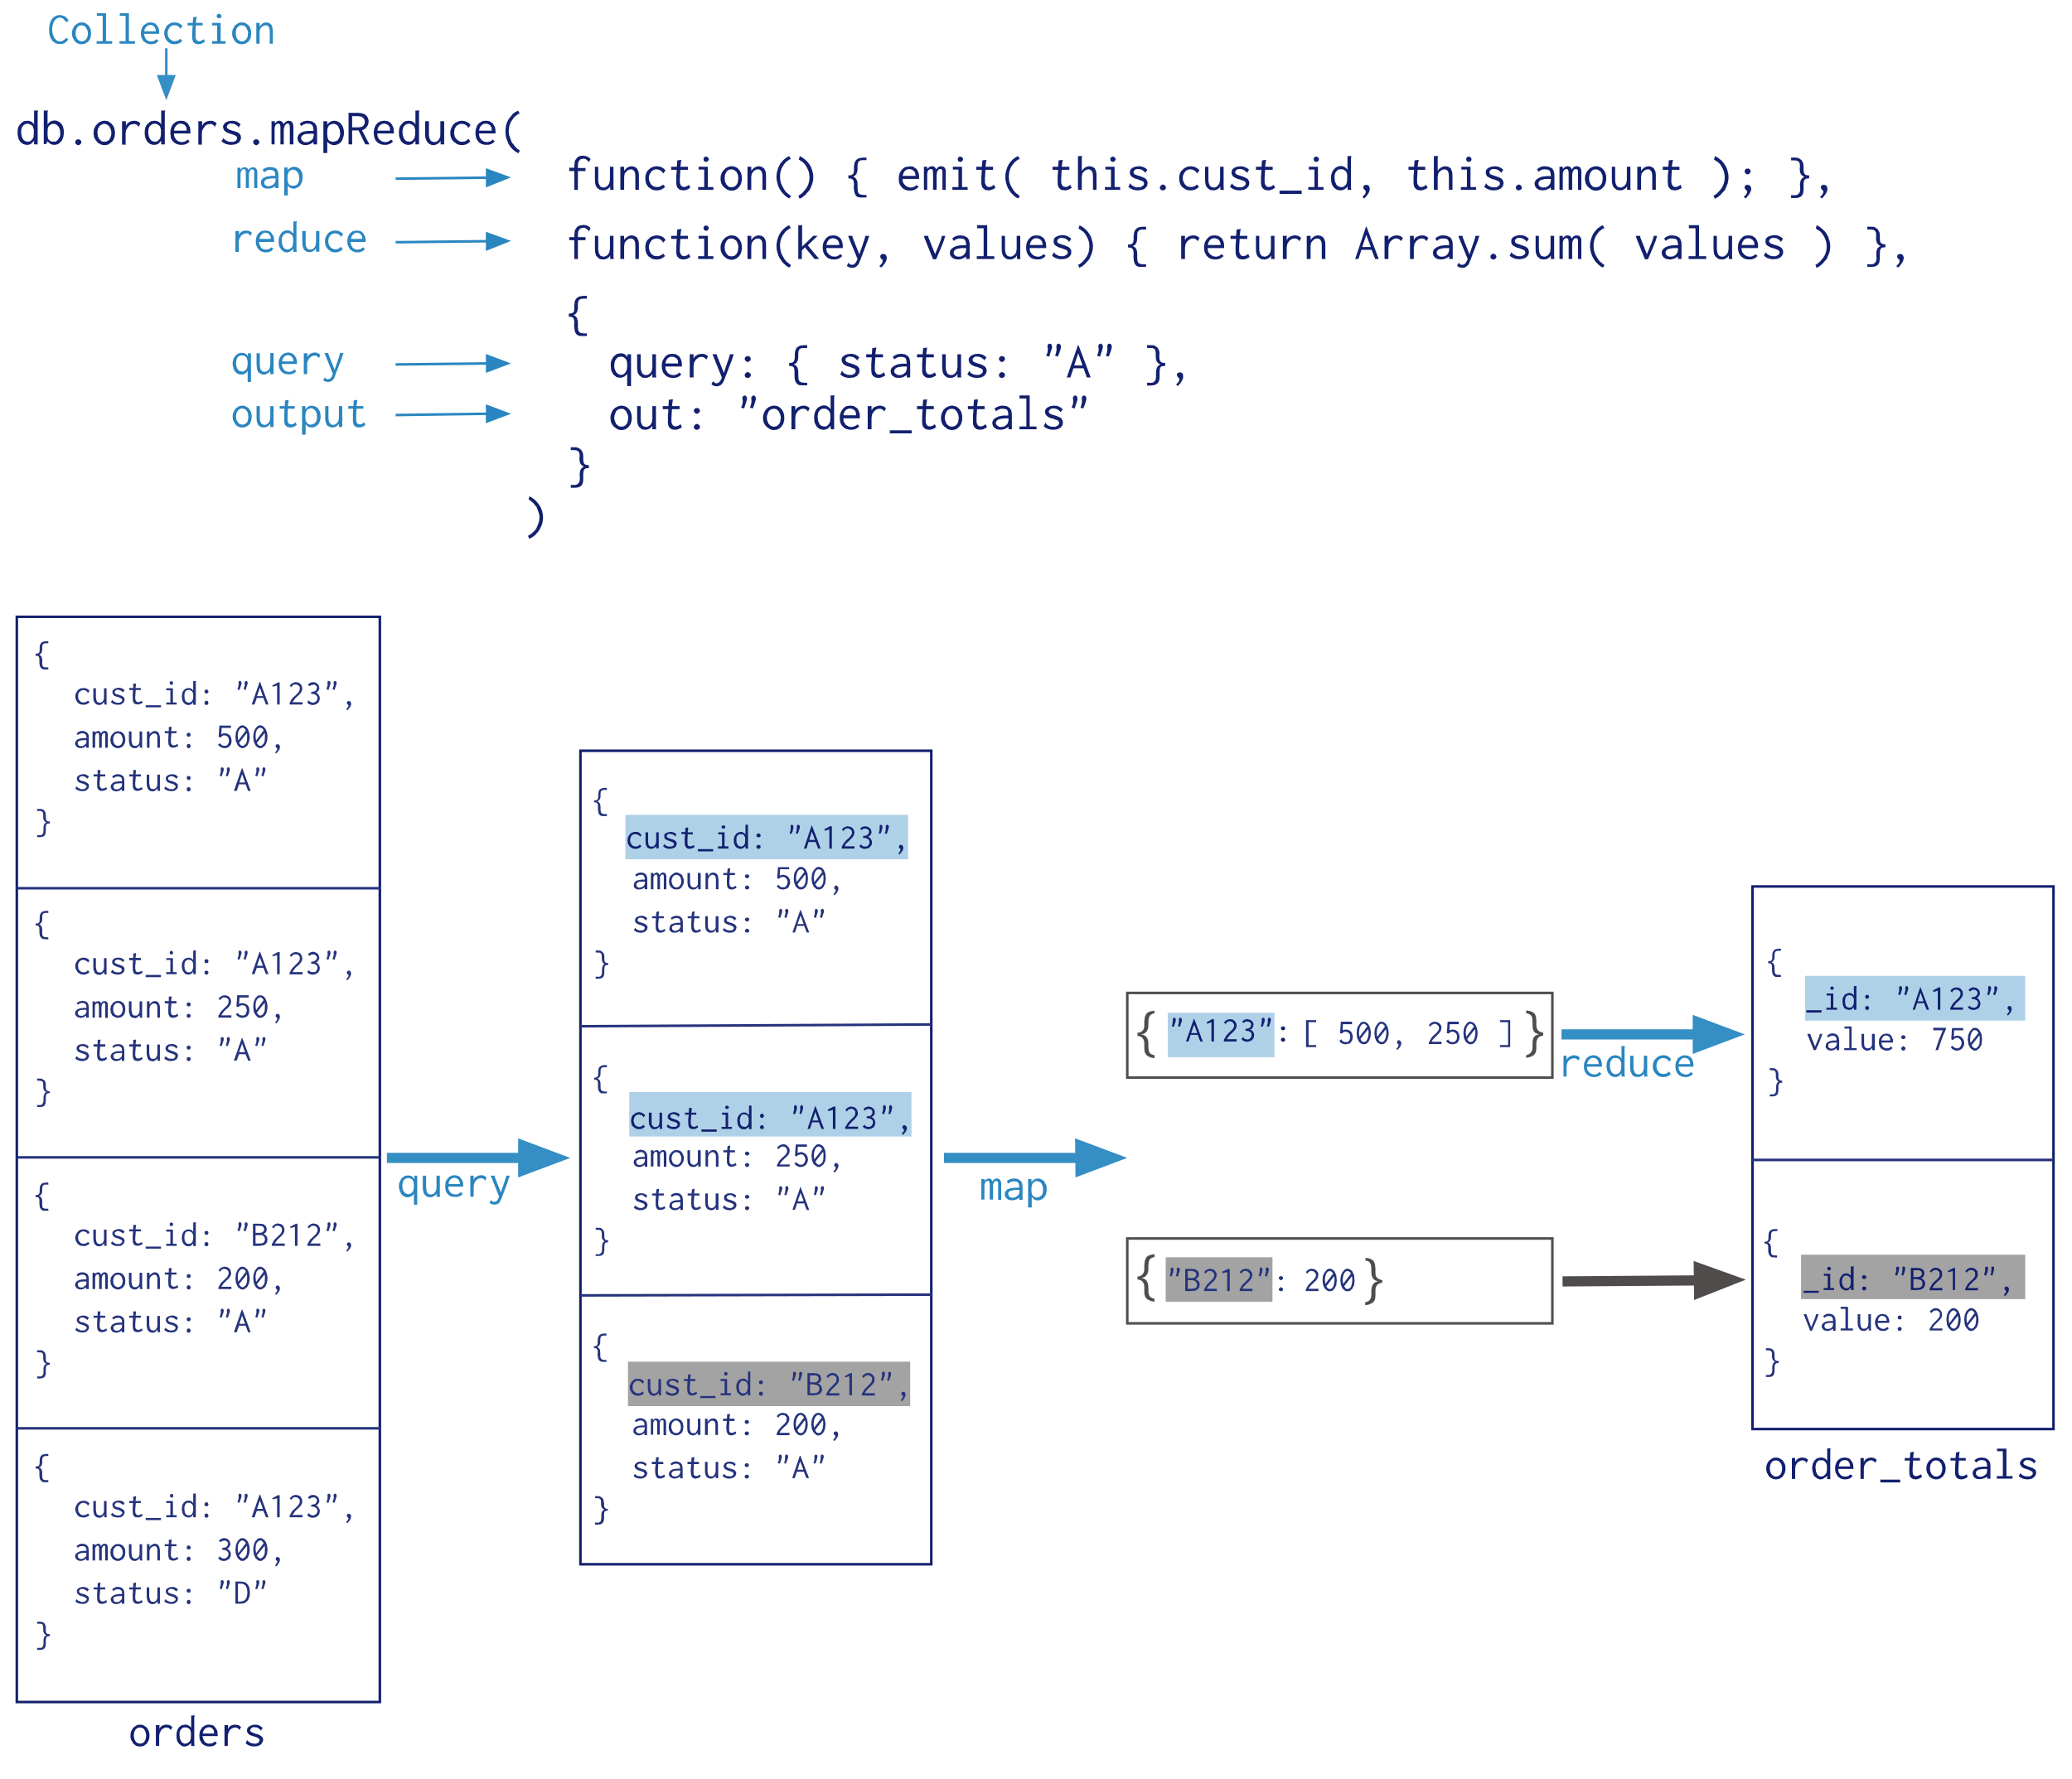 Collection
db.orders.mapReduce(
map
function() { emit( this.cust_id, this.amount ); },
reduce
function(key, values) { return Array.sum( values ) },
{
query
query: { status: "A" },
output
out: "order_totals"
}
)
{
cust_id: "A123",
amount: 500,
status: "A"
}
{
cust_id: "A123",
amount: 250,
status: "A"
}
{
cust_id: "B212",
amount: 200,
status: "A"
}
{
cust_id: "A123",
amount: 300,
status: "D"
}
orders
query
{
cust_id: "A123",
amount: 500,
status: "A"
}
{
cust_id: "A123",
amount: 250,
status: "A"
}
{
cust_id: "B212",
amount: 200,
status: "A"
}
map
{ "A123": [ 500, 250 ] }
{ "B212": 200 }
reduce
{
_id: "A123",
value: 750
}
{
_id: "B212",
value: 200
}
order_totals